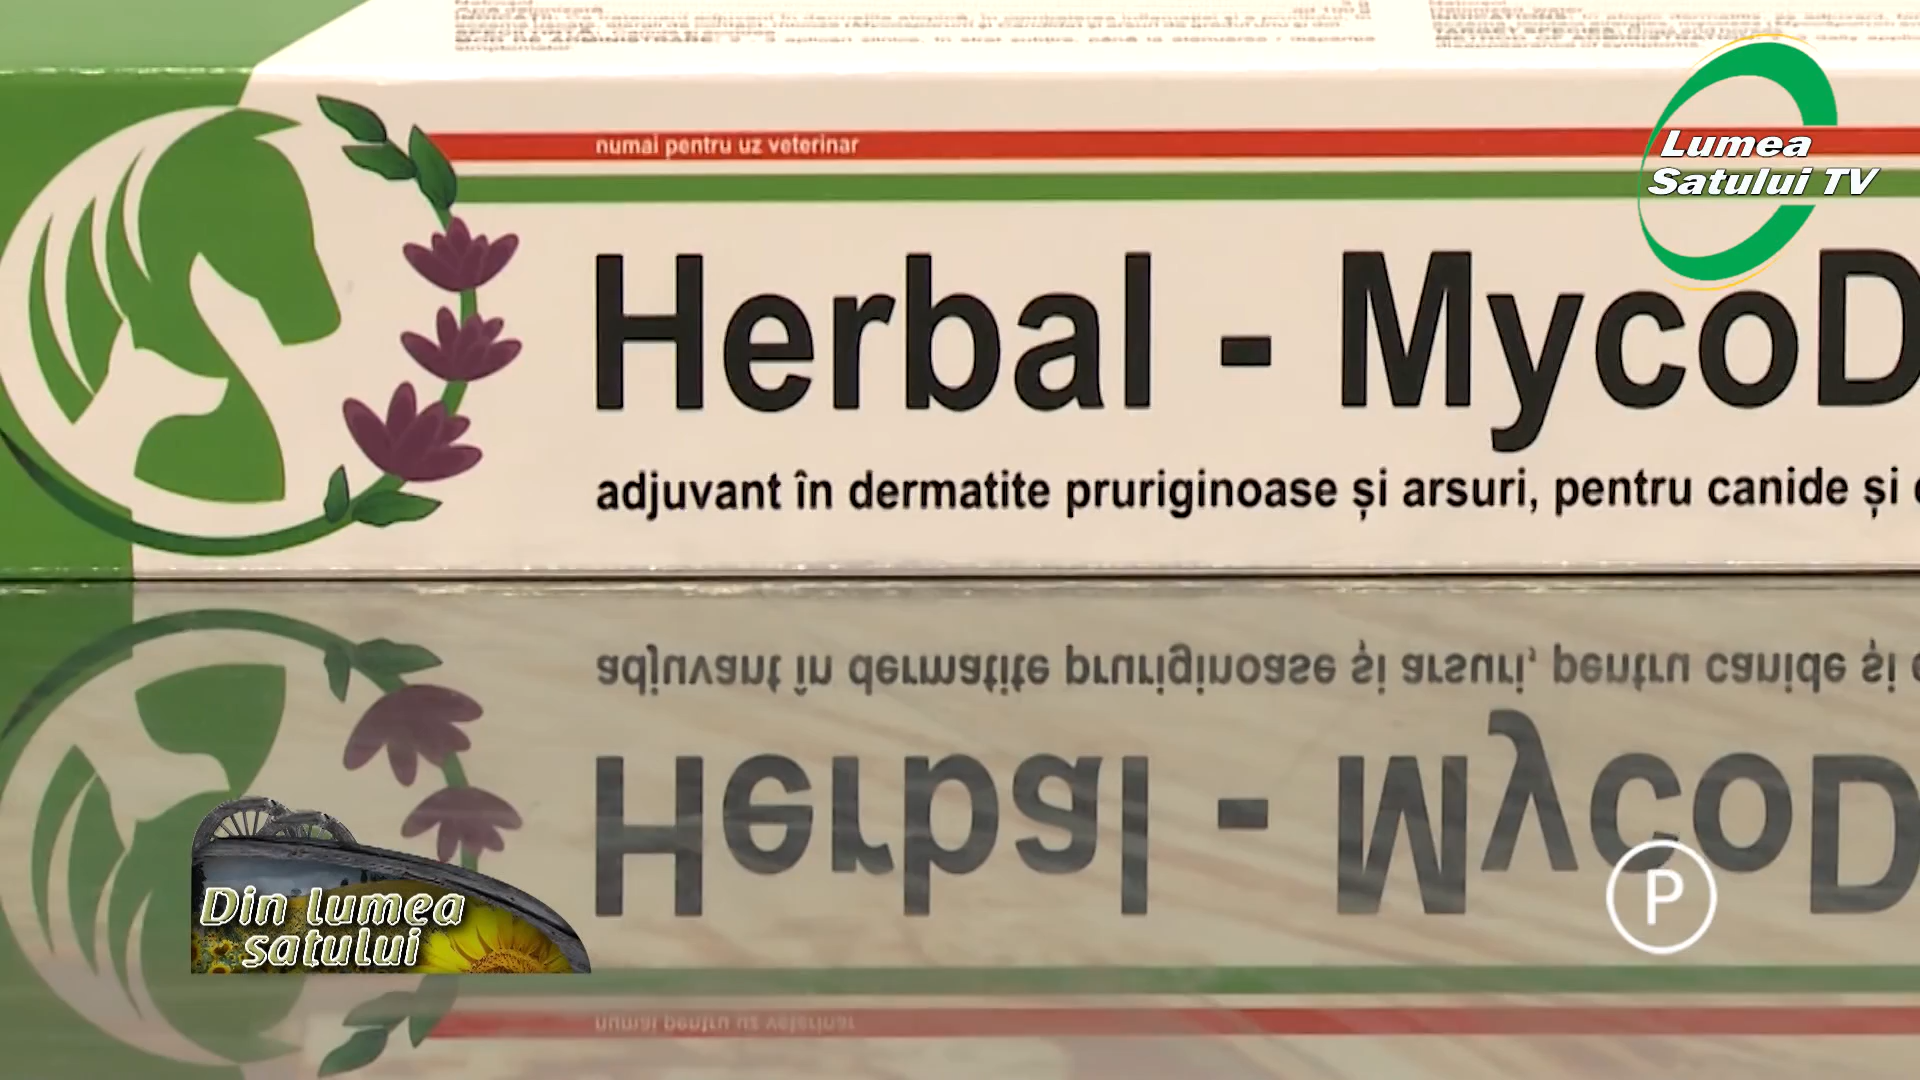 numai pentru uz veterinar
Lumea
Satului TV
Herbal - MycoD
adjuvant în dermatite pruriginoase și arsuri, pentru canide și
Din lumea
satului
P